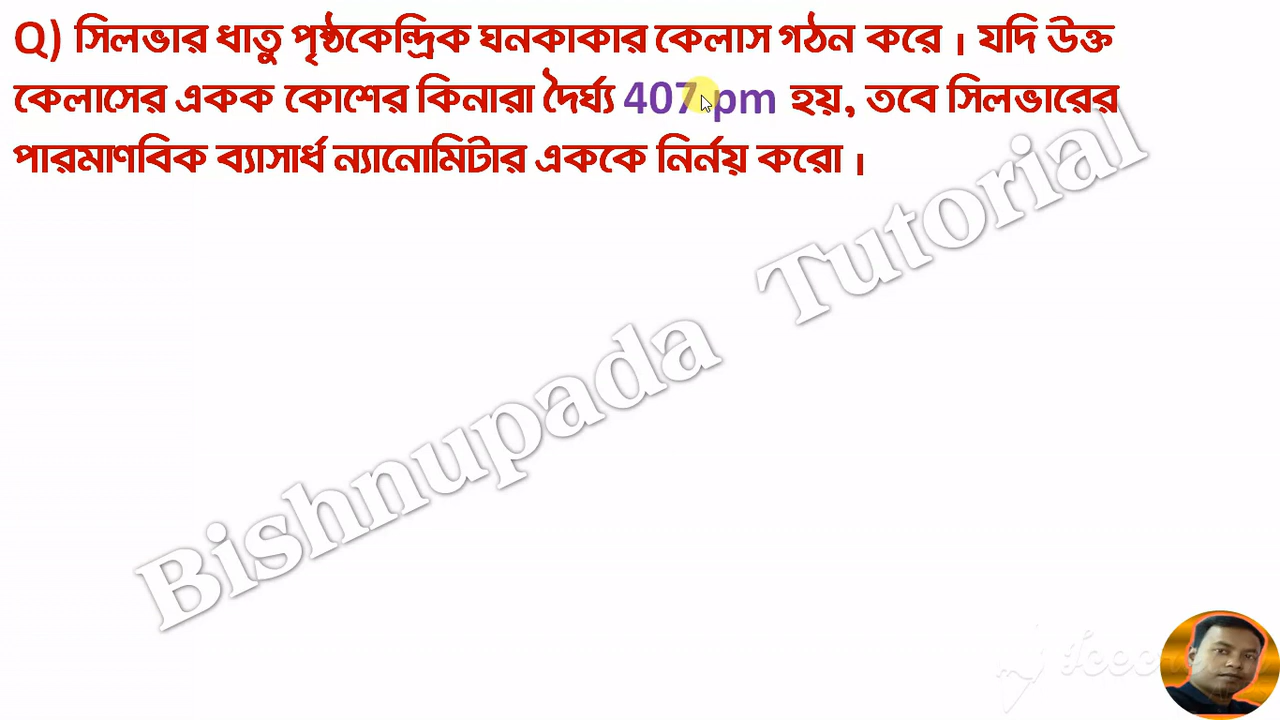 Q) সিলভার ধাতু পৃষ্ঠকেন্দ্রিক ঘনকাকার কেলাস গঠন করে । যদি উক্ত
কেলাসের একক কোশের কিনারা দৈর্ঘ্য 407 pm হয়, তবে সিলভারের
পারমাণবিক ব্যাসার্ধ ন্যানোমিটার এককে নির্নয় করো ।
Bishnupada Tutorial